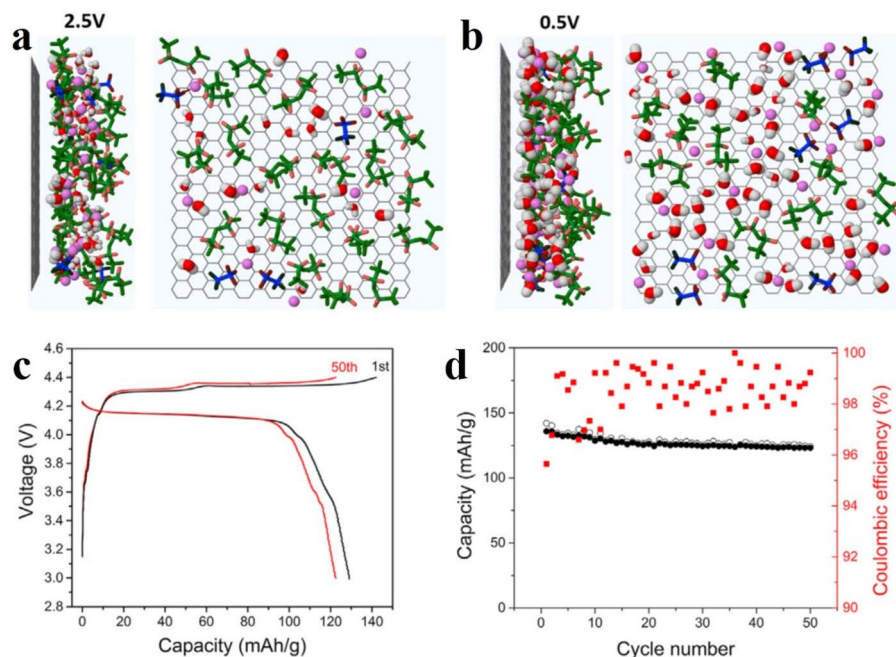 a
2.5V
b
0.5V
c
Voltage (V)
4.6
4.4
4.2
4.0
3.8
3.6
3.4
3.2
3.0
2.8
50th
1st
0
20
40
60
80
100
120
140
Capacity (mAh/g)
d
Capacity (mAh/g)
200
150
100
50
0
0
10
20
30
40
50
Cycle number
100
98
96
94
92
90
Coulombic efficiency (%)